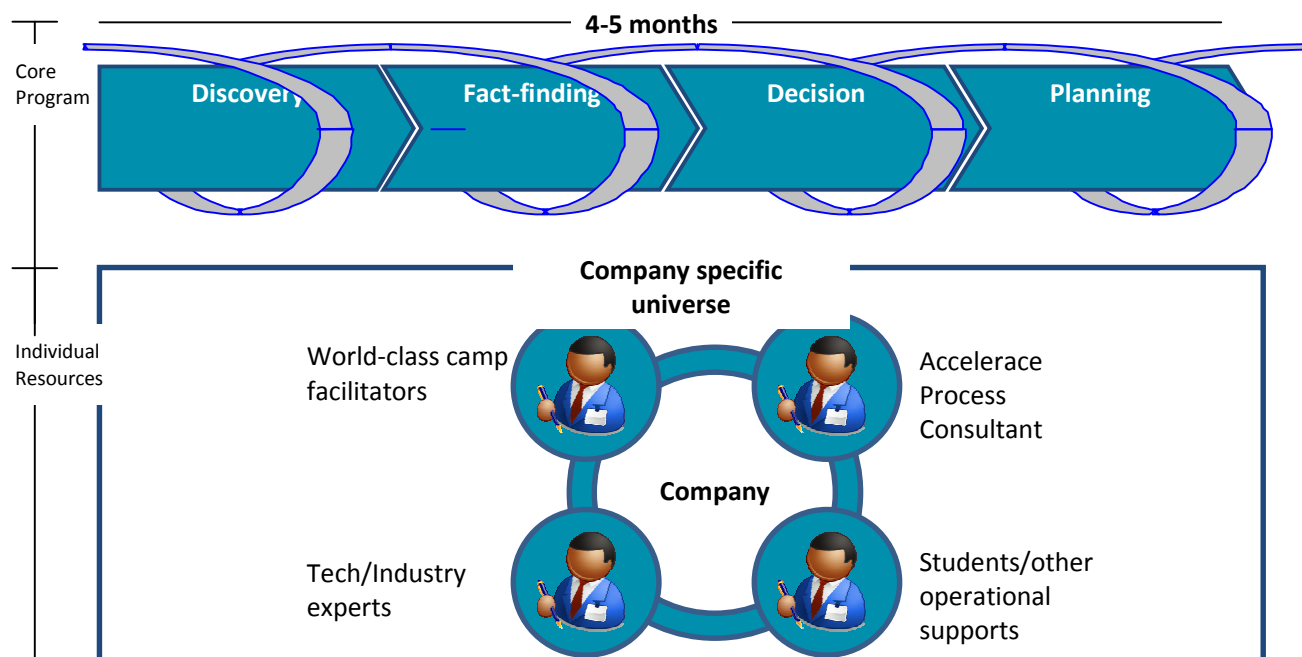 4-5 months
Core
Program
Discovery
Fact-finding
Decision
Planning
Company specific
universe
Individual
Resources
World-class camp
facilitators
Accelerace
Process
Consultant
Company
Tech/Industry
experts
Students/other
operational
supports